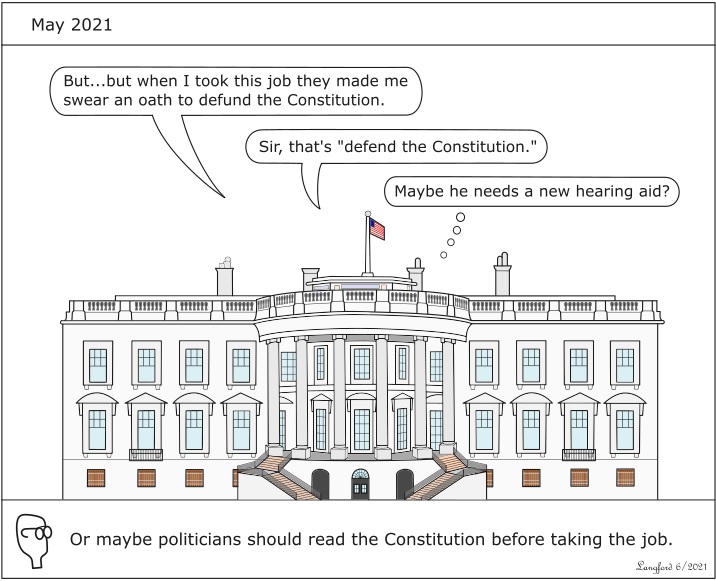 May 2021
But...but when I took this job they made me
swear an oath to defund the Constitution.
Sir, that's "defend the Constitution."
Maybe he needs a new hearing aid?
Or maybe politicians should read the Constitution before taking the job.
Langford 6/2021